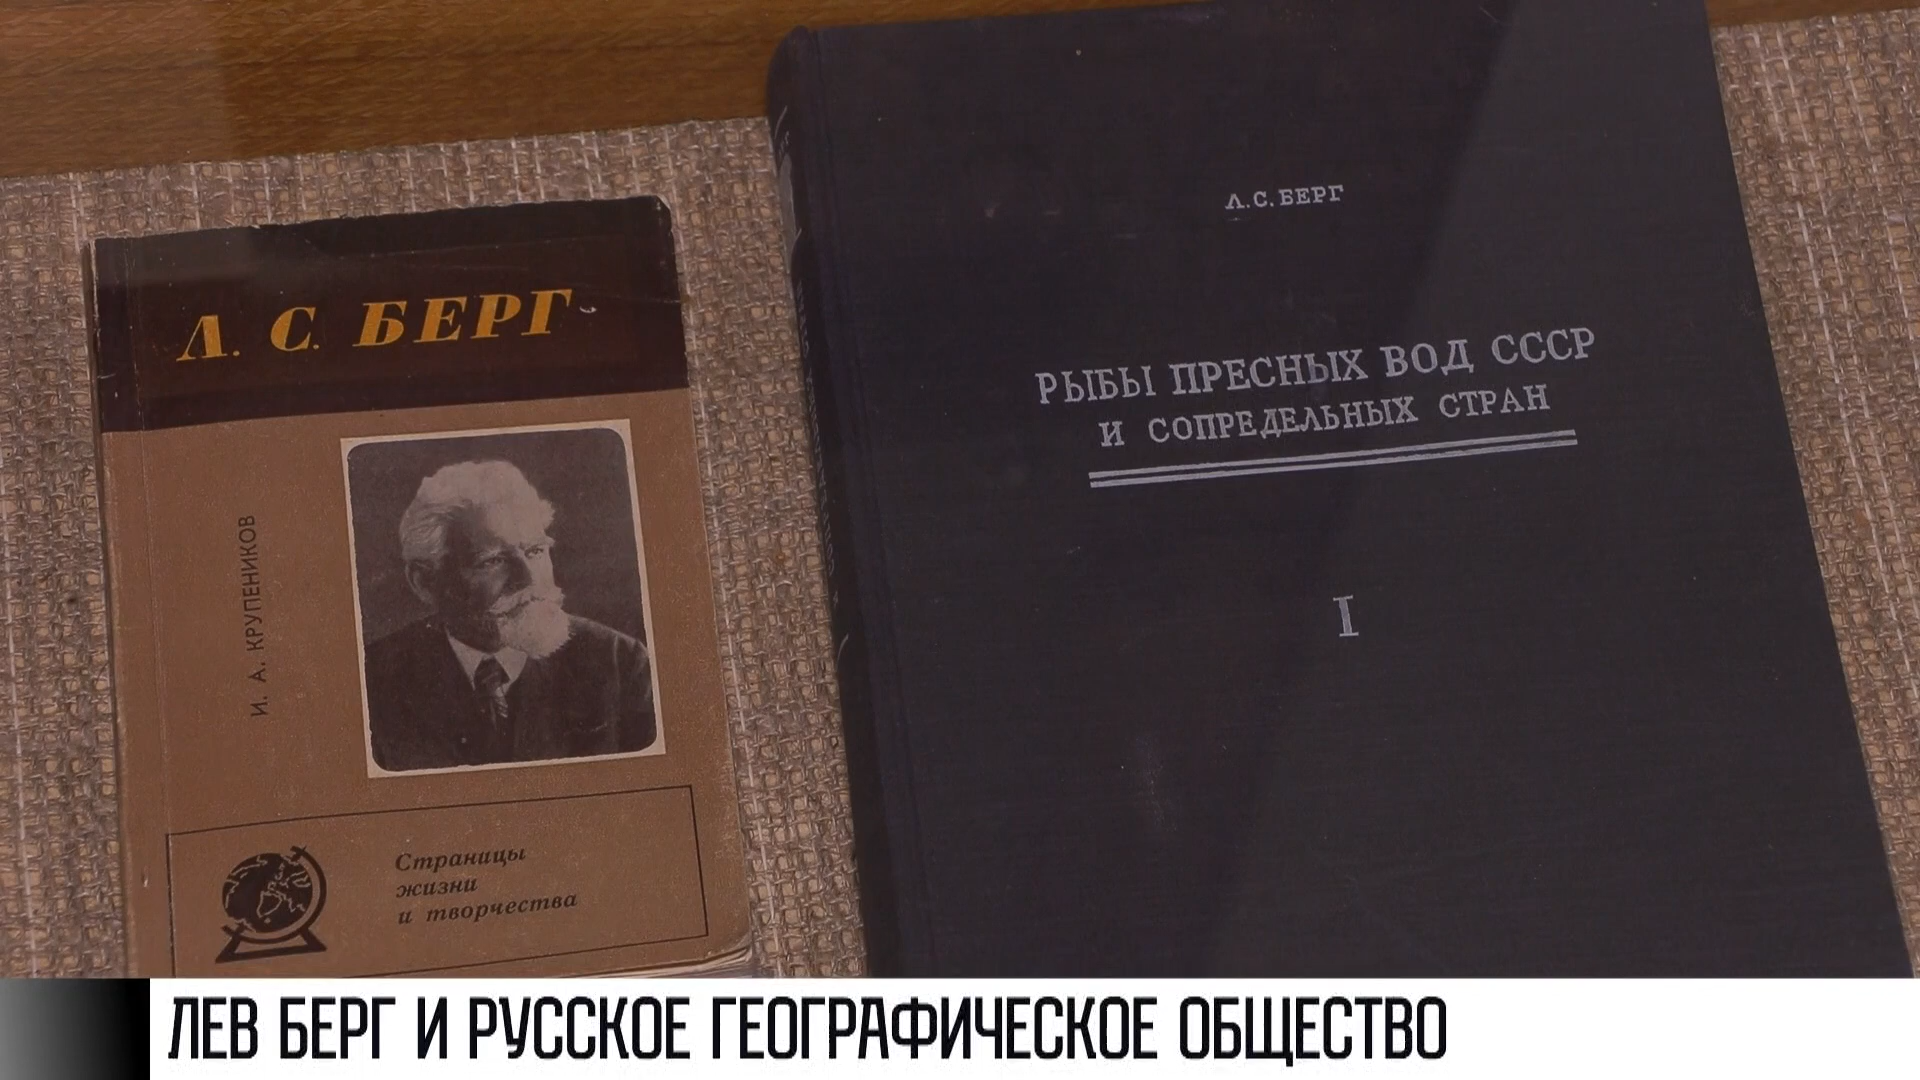 Л. С. БЕРГ
И. А. КРУПЕНИКОВ
Страницы
жизни
и творчества
Л. С. БЕРГ
РЫБЫ ПРЕСНЫХ ВОД СССР
И СОПРЕДЕЛЬНЫХ СТРАН
I
ЛЕВ БЕРГ И РУССКОЕ ГЕОГРАФИЧЕСКОЕ ОБЩЕСТВО